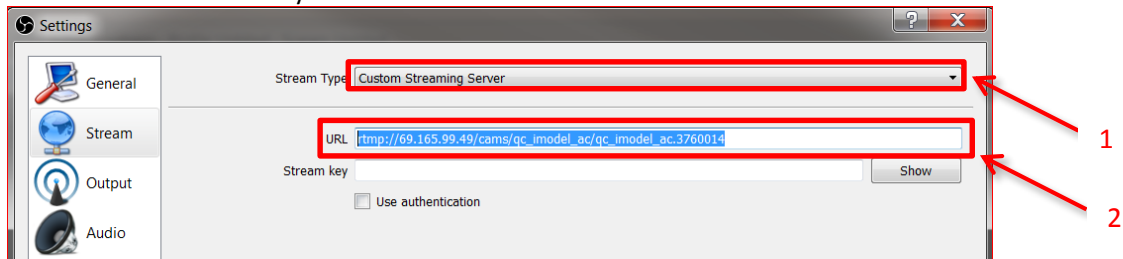 Settings
General
Stream Type Custom Streaming Server
Stream
URL rtmp://69.165.99.49/cams/qc_imodel_ac/qc_imodel_ac.3760014
1
Stream key
Show
Output
Use authentication
2
Audio